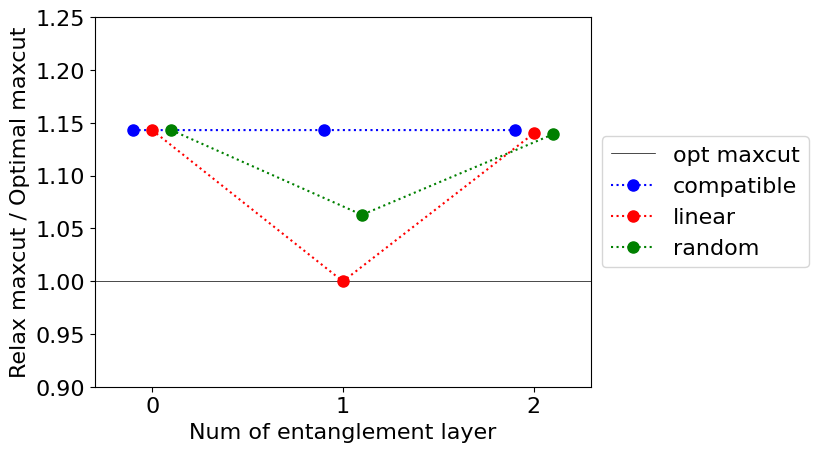 Relax maxcut / Optimal maxcut
1.25
1.20
1.15
1.10
1.05
1.00
0.95
0.90
0
1
2
Num of entanglement layer
opt maxcut
compatible
linear
random